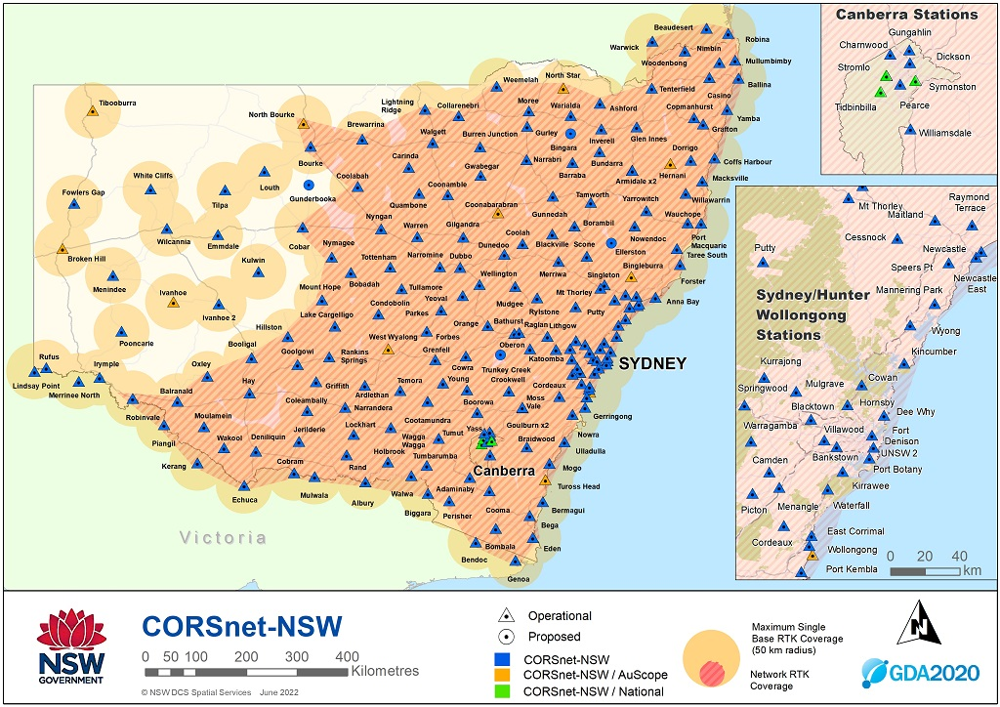 Beaudesert
Robina
Warwick
Nimbin
Woodenbong
Mullumbimby
Weemelah
North Star
Tenterfield
Ballina
Tibooburra
Lightning
Ridge
Collarenebri
Moree
Warialda
Ashford
Copmanhurst
Casino
North Bourke
Brewarrina
Walgett
Burren Junction
Gurley
Yamba
Bingara
Inverell
Glen Innes
Grafton
Bourke
Carinda
Gwabegar
Narrabri
Bundarra
Dorrigo
Coffs Harbour
White Cliffs
Louth
Coolabah
Coonamble
Barraba
Armidale x2
Hernani
Macksville
Fowlers Gap
Tilpa
Gunderbooka
Quambone
Coonabarabran
Tamworth
Yarrowitch
Willawarrin
Nyngan
Gunnedah
Wauchope
Wilcannia
Emmdale
Cobar
Nymagee
Warren
Gilgandra
Coolah
Borambil
Nowendoc
Port
Macquarie
Broken Hill
Kulwin
Tottenham
Narromine
Dubbo
Dunedoo
Blackville
Scone
Ellerston
Taree South
Menindee
Bobadah
Wellington
Merriwa
Singleton
Bingleburra
Forster
Ivanhoe
Mount Hope
Tullamore
Mt Thorley
Ivanhoe 2
Condobolin
Yeoval
Mudgee
Anna Bay
Lake Cargelligo
Parkes
Rylstone
Putty
Pooncarie
Hillston
Orange
Bathurst
Raglan
Lithgow
West Wyalong
Forbes
Booligal
Goolgowi
Rankins
Springs
Grenfell
Oberon
Katoomba
SYDNEY
Rufus
Irymple
Oxley
Cowra
Trunkey Creek
Lindsay Point
Merrinee North
Hay
Griffith
Temora
Young
Crookwell
Cordeaux
Balranald
Ardlethan
Moss
Vale
Robinvale
Coleambally
Narrandera
Boorowa
Gerringong
Moulamein
Jerilderie
Lockhart
Cootamundra
Yass
Goulburn x2
Piangil
Wakool
Deniliquin
Wagga
Wagga
Tumut
Braidwood
Nowra
Kerang
Cobram
Holbrook
Tumbarumba
Ulladulla
Rand
Canberra
Mogo
Echuca
Mulwala
Albury
Walwa
Adaminaby
Tuross Head
Biggara
Perisher
Cooma
Bermagui
Victoria
Bega
Bombala
Eden
Bendoc
Genoa
Canberra Stations
Gungahlin
Charnwood
Dickson
Stromlo
Symonston
Tidbinbilla
Pearce
Williamsdale
Mt Thorley
Raymond
Terrace
Maitland
Cessnock
Putty
Newcastle
Speers Pt
Newcastle
East
Mannering Park
Sydney/Hunter
Wollongong
Stations
Wyong
Kincumber
Kurrajong
Cowan
Springwood
Mulgrave
Hornsby
Blacktown
Dee Why
Warragamba
Villawood
Fort
Denison
UNSW 2
Bankstown
Camden
Port Botany
Kirrawee
Picton
Menangle
Waterfall
East Corrimal
Cordeaux
Wollongong
0 20 40
km
Port Kembla
NSW
GOVERNMENT
CORSnet-NSW
0 50 100 200 300 400
Kilometres
© NSW DCS Spatial Services June 2022
Operational
Proposed
CORSnet-NSW
CORSnet-NSW / AuScope
CORSnet-NSW / National
Maximum Single
Base RTK Coverage
(50 km radius)
Network RTK
Coverage
N
GDA2020